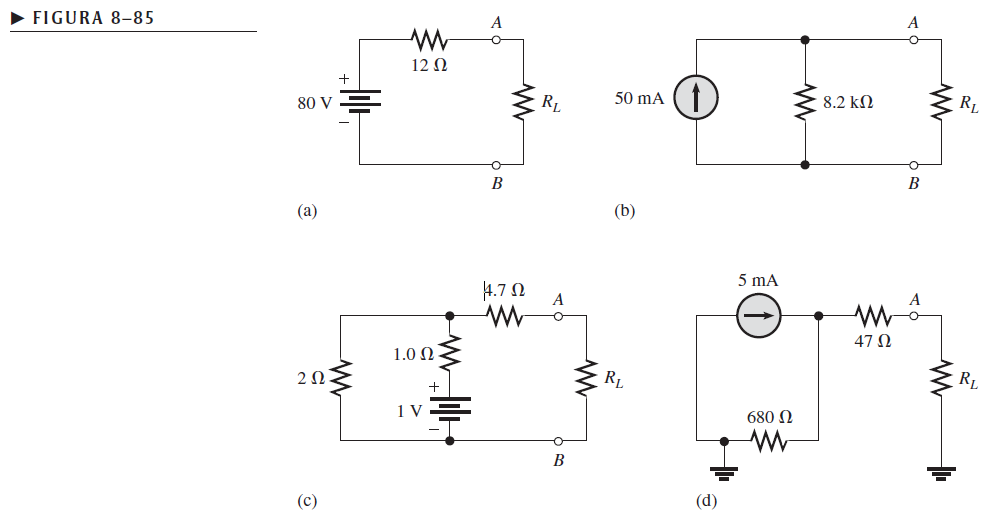 ▶ FIGURA 8–85
A
12 Ω
+
80 V
–
R_L
B
(a)
A
50 mA
8.2 kΩ
R_L
B
(b)
4.7 Ω
A
1.0 Ω
2 Ω
+
1 V
–
R_L
B
(c)
5 mA
A
47 Ω
R_L
680 Ω
(d)